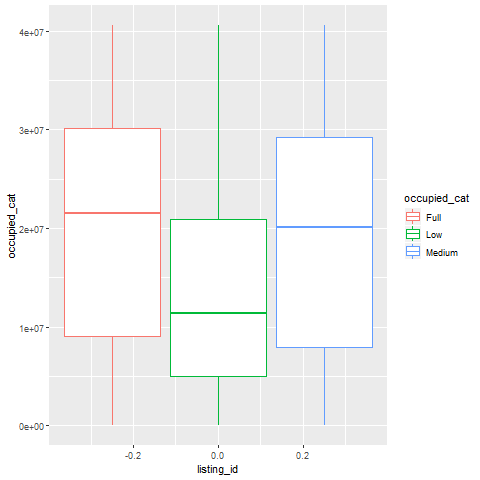 4e+07
3e+07
2e+07
1e+07
0e+00
occupied_cat
-0.2
0.0
0.2
listing_id
occupied_cat
Full
Low
Medium